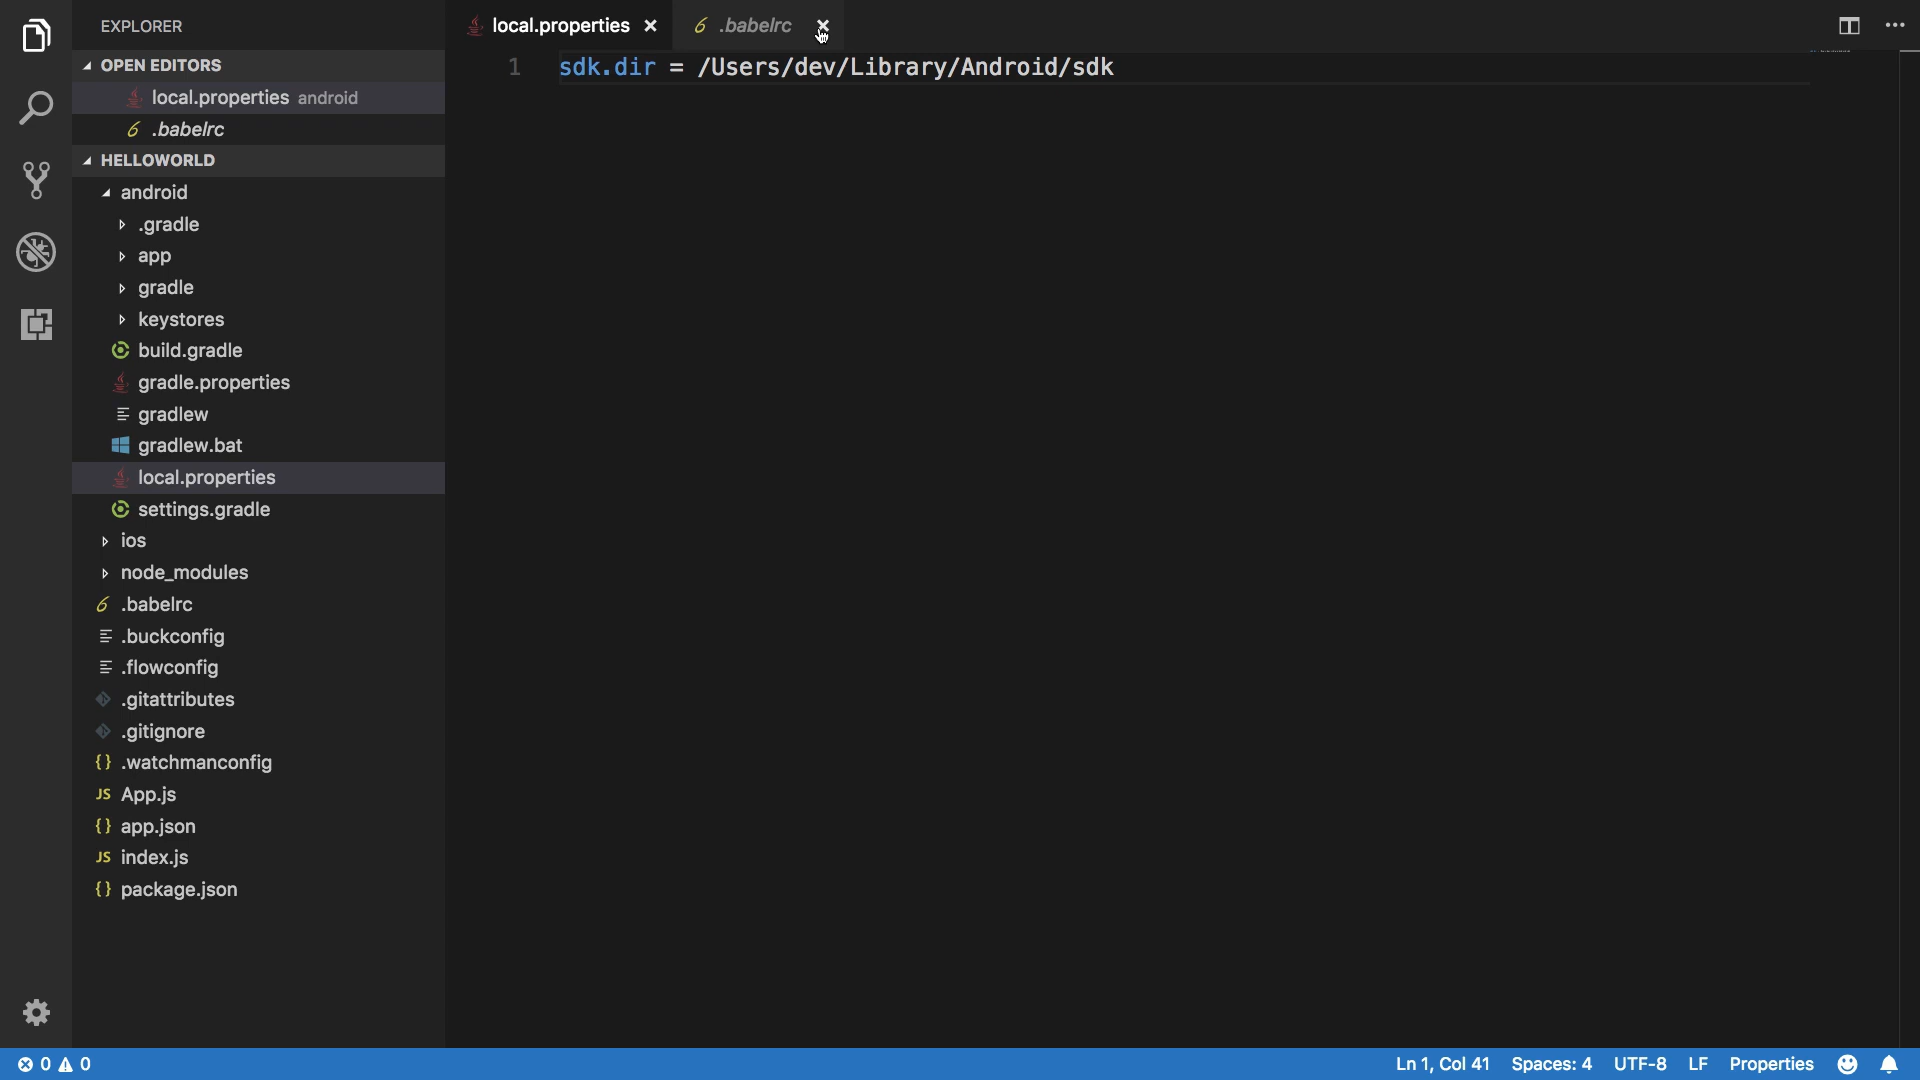 EXPLORER
OPEN EDITORS
local.properties android
.babelrc
HELLOWORLD
android
.gradle
app
gradle
keystores
build.gradle
gradle.properties
gradlew
gradlew.bat
local.properties
settings.gradle
ios
node_modules
.babelrc
.buckconfig
.flowconfig
.gitattributes
.gitignore
{} .watchmanconfig
JS App.js
{} app.json
JS index.js
{} package.json
local.properties
.babelrc
1 sdk.dir = /Users/dev/Library/Android/sdk
0 0
Ln 1, Col 41 Spaces: 4 UTF-8 LF Properties